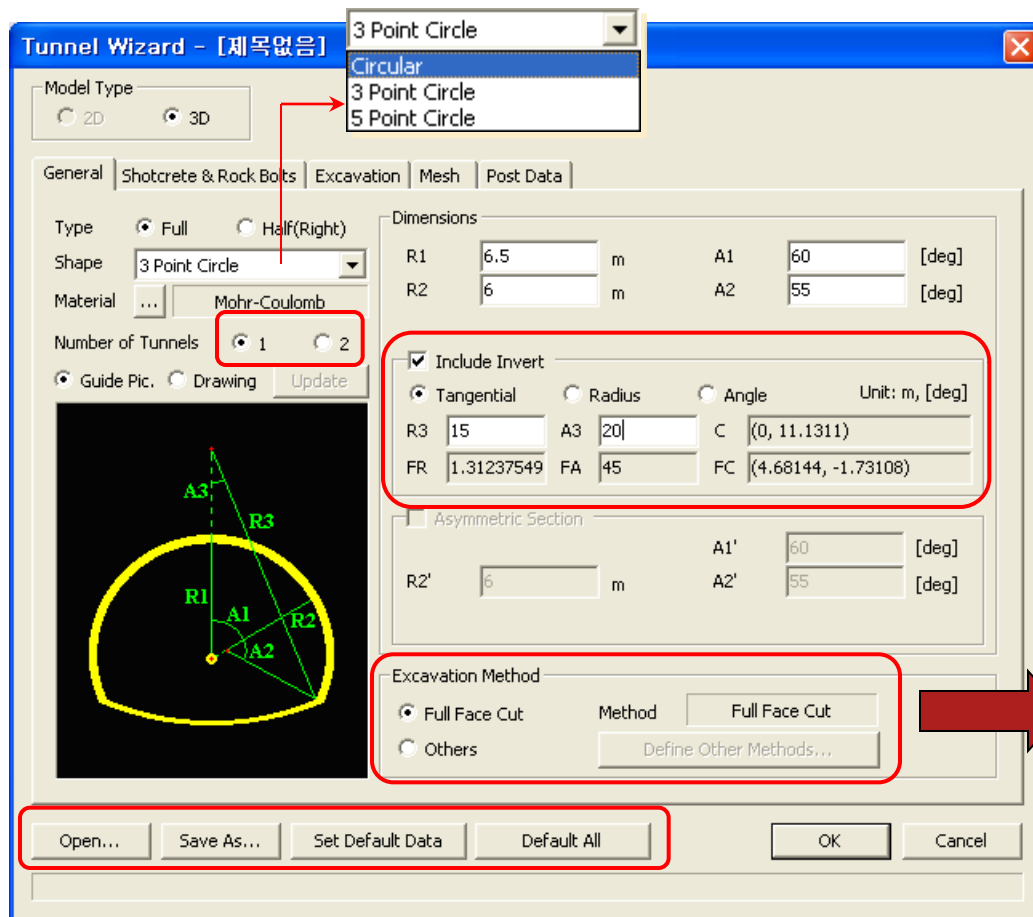 3 Point Circle
Tunnel Wizard - [제목없음]
Circular
3 Point Circle
5 Point Circle
Model Type
2D 3D
General Shotcrete & Rock Bolts Excavation Mesh Post Data
Type Full Half(Right)
Shape 3 Point Circle
Material ... Mohr-Coulomb
Number of Tunnels 1 2
Guide Pic. Drawing Update
A3
R3
R1
A1
R2
A2
Dimensions
R1 6.5 m A1 60 [deg]
R2 6 m A2 55 [deg]
Include Invert
Tangential Radius Angle Unit: m, [deg]
R3 15 A3 20 C (0, 11.1311)
FR 1.31237549 FA 45 FC (4.68144, -1.73108)
Asymmetric Section
A1' 60 [deg]
R2' 6 m A2' 55 [deg]
Excavation Method
Full Face Cut Method Full Face Cut
Others Define Other Methods...
Open... Save As... Set Default Data Default All OK Cancel